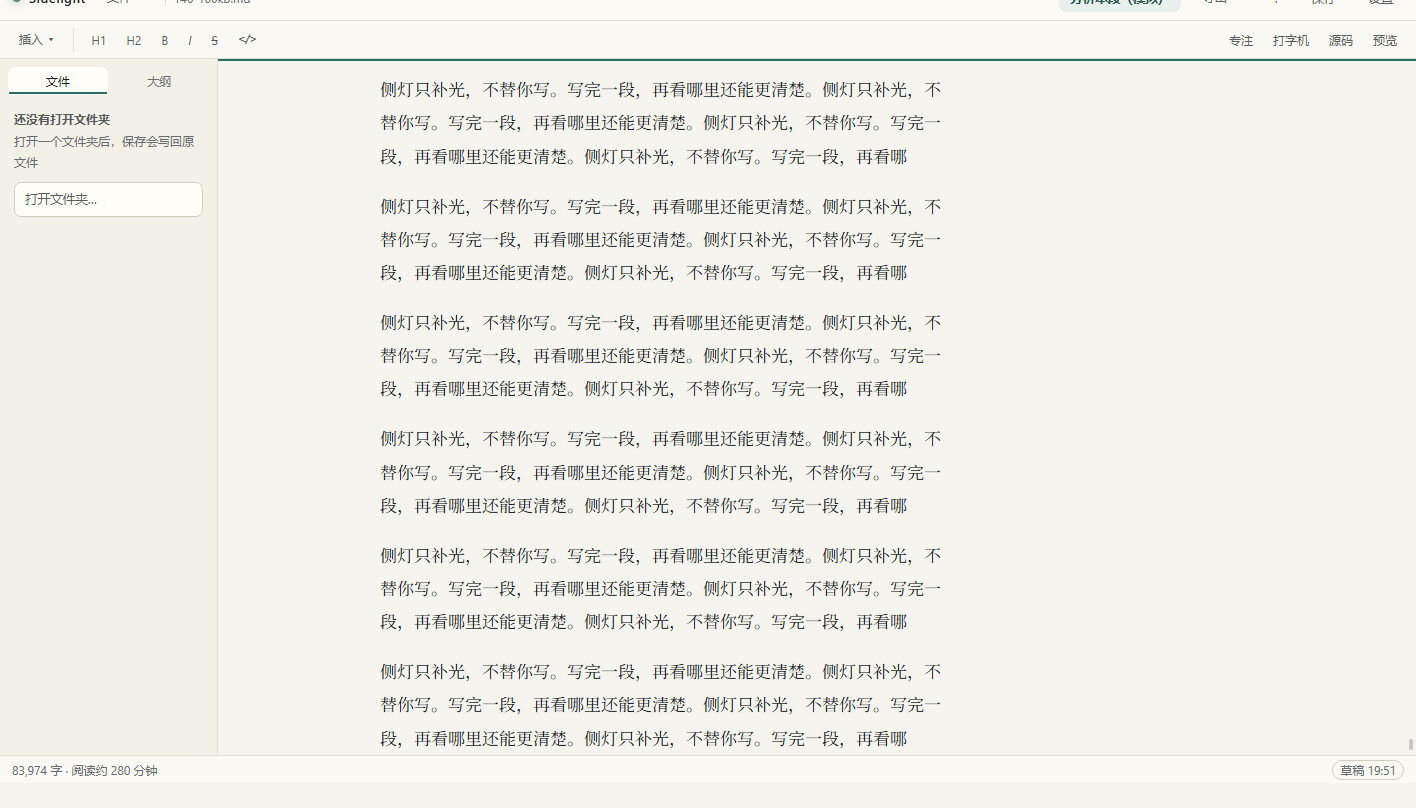 Sidelight
插入
H1 H2 B I S </>
专注 打字机 源码 预览
文件 大纲
还没有打开文件夹
打开一个文件夹后，保存会写回原
文件
打开文件夹...
侧灯只补光，不替你写。写完一段，再看哪里还能更清楚。侧灯只补光，不
替你写。写完一段，再看哪里还能更清楚。侧灯只补光，不替你写。写完一
段，再看哪里还能更清楚。侧灯只补光，不替你写。写完一段，再看哪
侧灯只补光，不替你写。写完一段，再看哪里还能更清楚。侧灯只补光，不
替你写。写完一段，再看哪里还能更清楚。侧灯只补光，不替你写。写完一
段，再看哪里还能更清楚。侧灯只补光，不替你写。写完一段，再看哪
侧灯只补光，不替你写。写完一段，再看哪里还能更清楚。侧灯只补光，不
替你写。写完一段，再看哪里还能更清楚。侧灯只补光，不替你写。写完一
段，再看哪里还能更清楚。侧灯只补光，不替你写。写完一段，再看哪
侧灯只补光，不替你写。写完一段，再看哪里还能更清楚。侧灯只补光，不
替你写。写完一段，再看哪里还能更清楚。侧灯只补光，不替你写。写完一
段，再看哪里还能更清楚。侧灯只补光，不替你写。写完一段，再看哪
侧灯只补光，不替你写。写完一段，再看哪里还能更清楚。侧灯只补光，不
替你写。写完一段，再看哪里还能更清楚。侧灯只补光，不替你写。写完一
段，再看哪里还能更清楚。侧灯只补光，不替你写。写完一段，再看哪
侧灯只补光，不替你写。写完一段，再看哪里还能更清楚。侧灯只补光，不
替你写。写完一段，再看哪里还能更清楚。侧灯只补光，不替你写。写完一
段，再看哪里还能更清楚。侧灯只补光，不替你写。写完一段，再看哪
83,974 字 · 阅读约 280 分钟
草稿 19:51